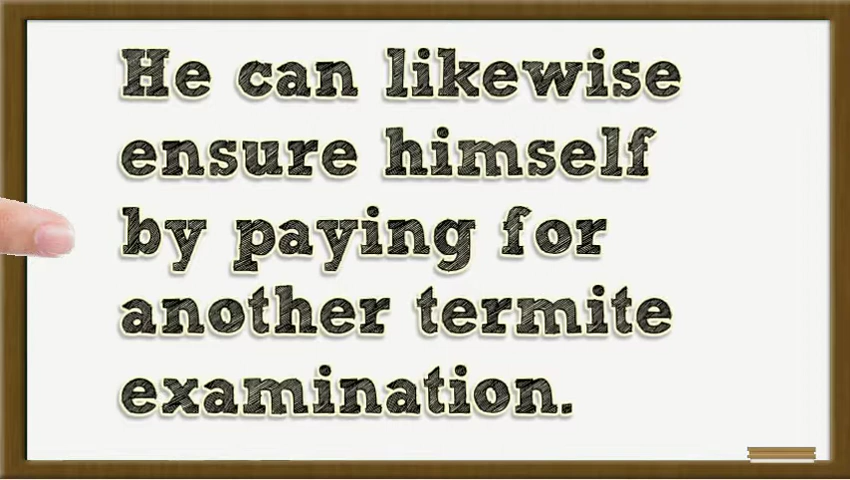 He can likewise
ensure himself
by paying for
another termite
examination.